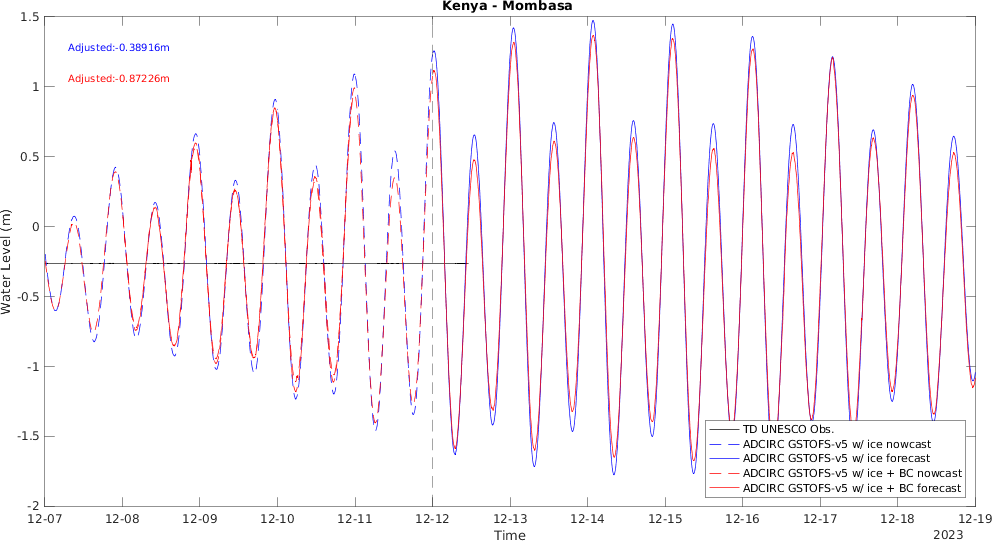 Kenya - Mombasa
Adjusted:-0.38916m
Adjusted:-0.87226m
Water Level (m)
1.5
1
0.5
0
-0.5
-1
-1.5
-2
TD UNESCO Obs.
ADCIRC GSTOFS-v5 w/ ice nowcast
ADCIRC GSTOFS-v5 w/ ice forecast
ADCIRC GSTOFS-v5 w/ ice + BC nowcast
ADCIRC GSTOFS-v5 w/ ice + BC forecast
12-07 12-08 12-09 12-10 12-11 12-12 12-13 12-14 12-15 12-16 12-17 12-18 12-19
Time
2023